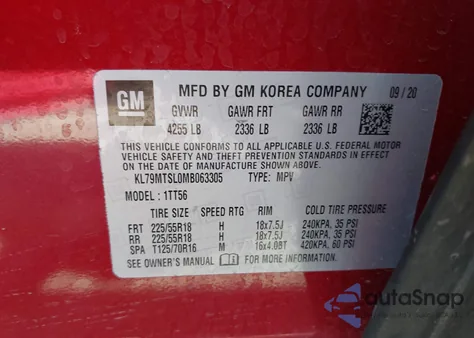 GM
MFD BY GM KOREA COMPANY 09/20
GVWR GAWR FRT GAWR RR
4255 LB 2336 LB 2336 LB
THIS VEHICLE CONFORMS TO ALL APPLICABLE U.S. FEDERAL MOTOR
VEHICLE SAFETY, BUMPER, AND THEFT PREVENTION STANDARDS IN
EFFECT ON THE DATE OF MANUFACTURE SHOWN ABOVE.
KL79MTSL0MB063305 TYPE: MPV
MODEL: 1TT56
TIRE SIZE SPEED RTG RIM COLD TIRE PRESSURE
FRT 225/55R18 H 18x7.5J 240KPA, 35 PSI
RR 225/55R18 H 18x7.5J 240KPA, 35 PSI
SPA T125/70R16 M 16x4.0BT 420KPA, 60 PSI
SEE OWNER'S MANUAL FOR MORE INFORMATION.
autoSnap